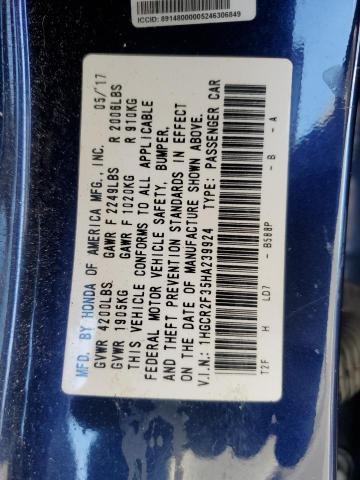 ICCID: 89148000005246306849
MFD. BY HONDA OF AMERICA MFG., INC. 05/17
GVWR 4200LBS GAWR F 2249LBS R 2006LBS
GVWR 1905KG GAWR F 1020KG R 910KG
THIS VEHICLE CONFORMS TO ALL APPLICABLE
FEDERAL MOTOR VEHICLE SAFETY, BUMPER,
AND THEFT PREVENTION STANDARDS IN EFFECT
ON THE DATE OF MANUFACTURE SHOWN ABOVE.
V.I.N.: 1HGCR2F35HA239924 TYPE: PASSENGER CAR
T2F H LD7 - B588P - B - A